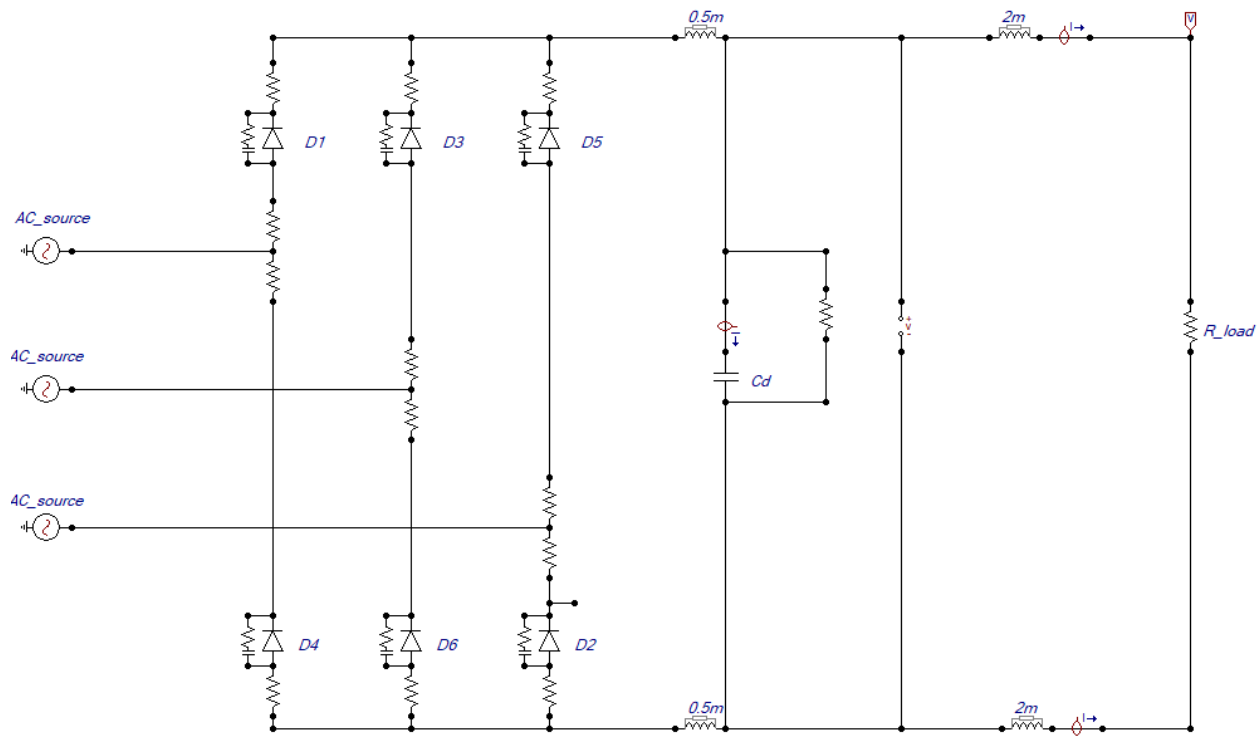 0.5m
2m
I
V
D1
D3
D5
AC_source
R_load
+
V
-
I
AC_source
Cd
AC_source
D4
D6
D2
0.5m
2m
I